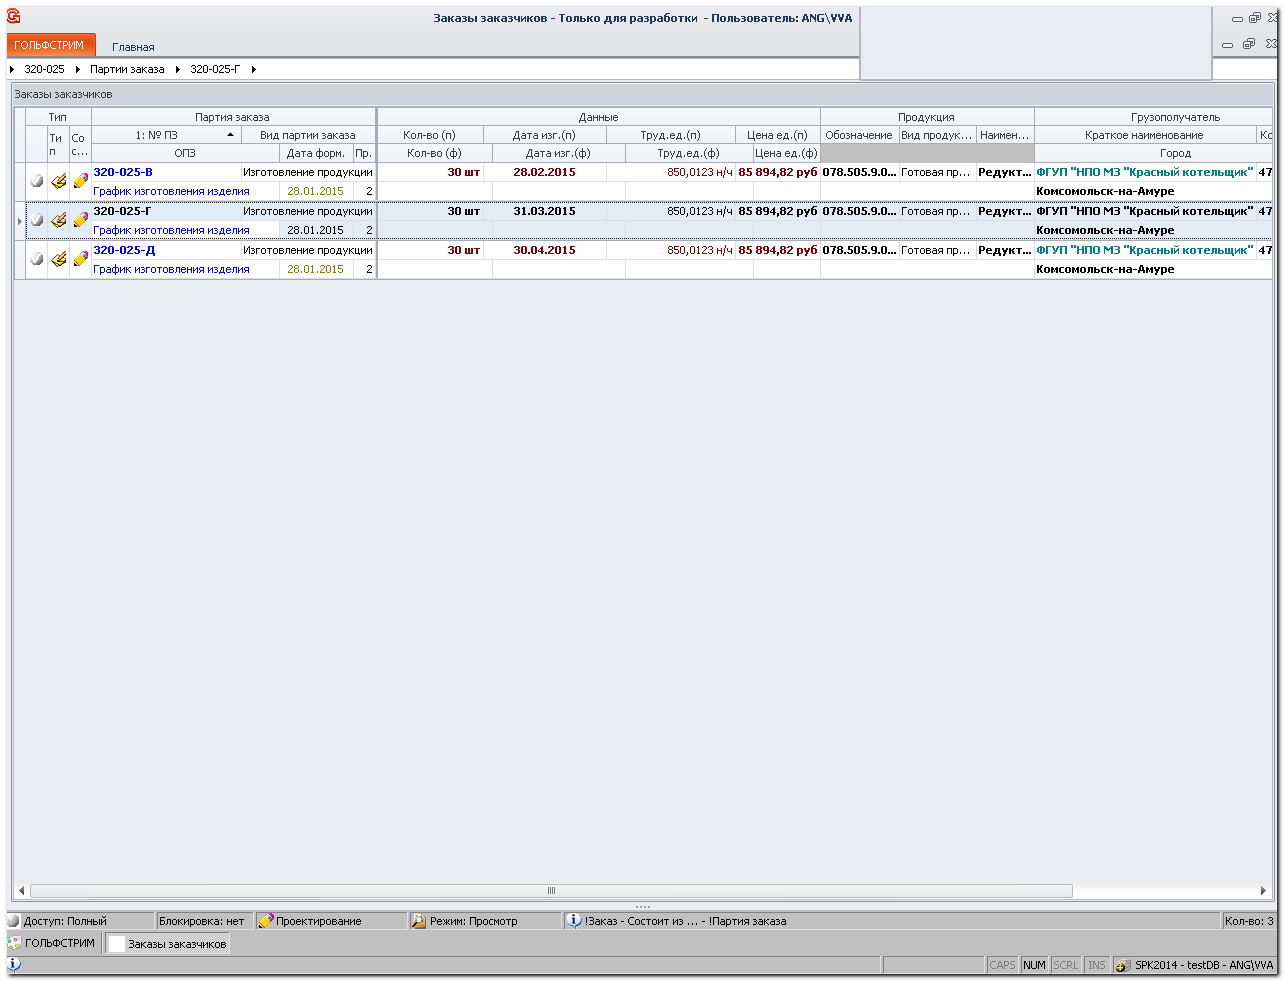 Заказы заказчиков - Только для разработки - Пользователь: ANG\VVA
ГОЛЬФСТРИМ Главная
320-025 Партии заказа 320-025-Г
Заказы заказчиков
Тип Партия заказа Данные Продукция Грузополучатель
Ти п Со с... 1: № ПЗ Вид партии заказа Кол-во (п) Дата изг.(п) Труд.ед.(п) Цена ед.(п) Обозначение Вид продук... Наимен... Краткое наименование Ко
ОПЗ Дата форм. Пр. Кол-во (ф) Дата изг.(ф) Труд.ед.(ф) Цена ед.(ф) Город
320-025-В Изготовление продукции 30 шт 28.02.2015 850,0123 н/ч 85 894,82 руб 078.505.9.0... Готовая пр... Редукт... ФГУП "НПО МЗ "Красный котельщик" 47
График изготовления изделия 28.01.2015 2 Комсомольск-на-Амуре
320-025-Г Изготовление продукции 30 шт 31.03.2015 850,0123 н/ч 85 894,82 руб 078.505.9.0... Готовая пр... Редукт... ФГУП "НПО МЗ "Красный котельщик" 47
График изготовления изделия 28.01.2015 2 Комсомольск-на-Амуре
320-025-Д Изготовление продукции 30 шт 30.04.2015 850,0123 н/ч 85 894,82 руб 078.505.9.0... Готовая пр... Редукт... ФГУП "НПО МЗ "Красный котельщик" 47
График изготовления изделия 28.01.2015 2 Комсомольск-на-Амуре
Доступ: Полный Блокировка: нет Проектирование Режим: Просмотр !Заказ - Состоит из ... - !Партия заказа Кол-во: 3
ГОЛЬФСТРИМ Заказы заказчиков
CAPS NUM SCRL INS SPK2014 - testDB - ANG\VVA